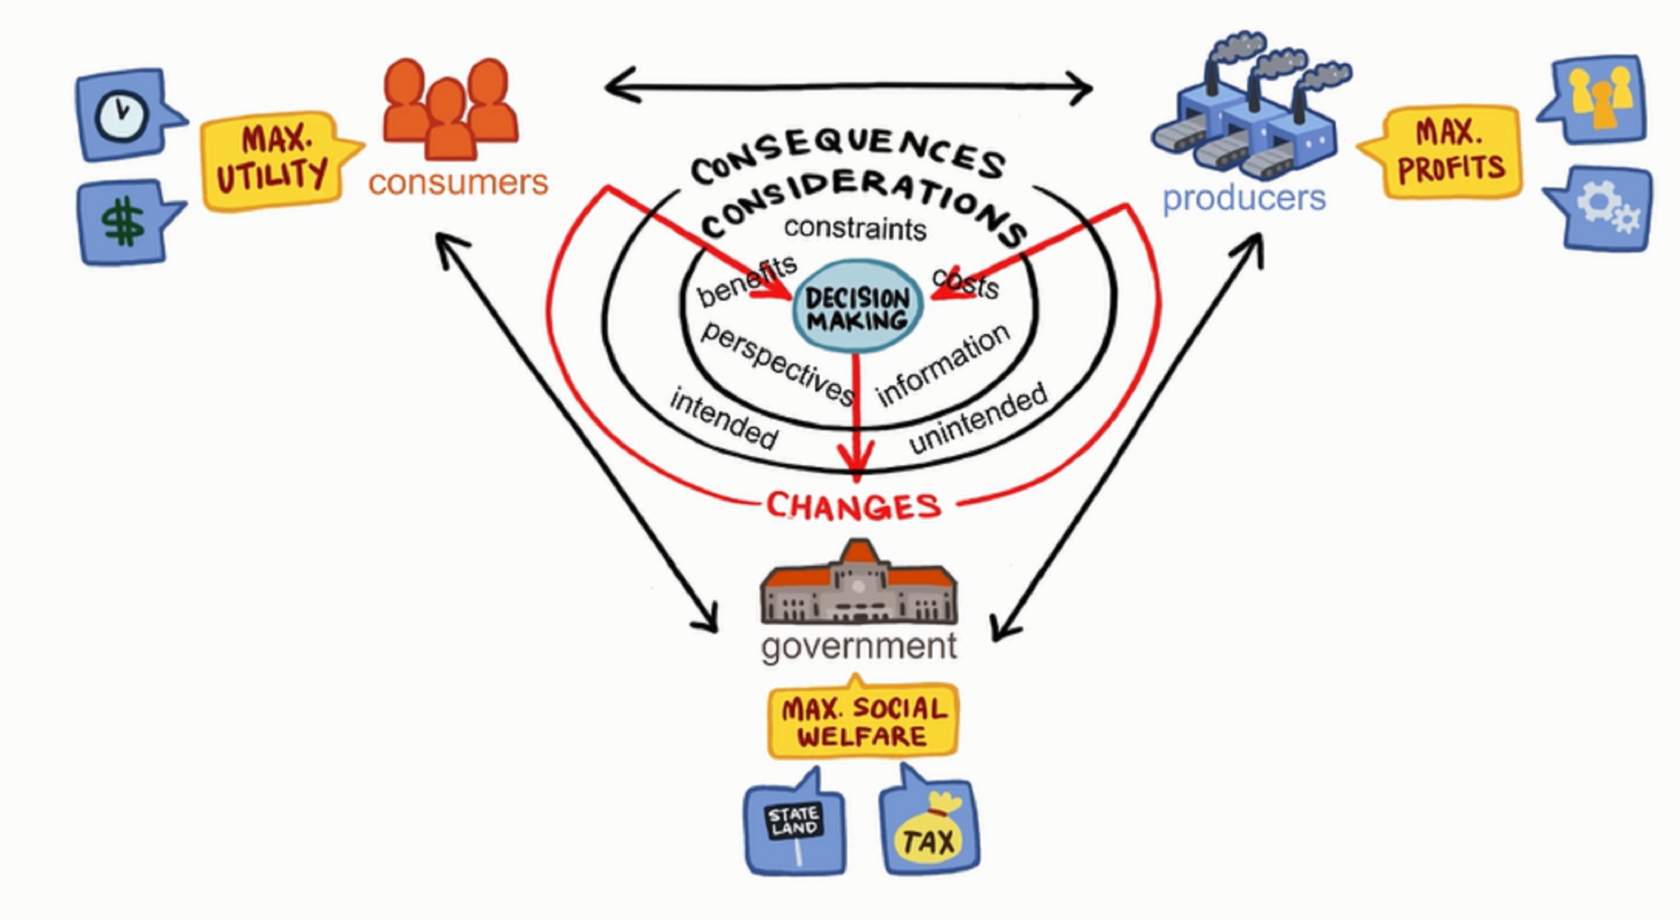 $
MAX.
UTILITY
consumers
producers
MAX.
PROFITS
CONSEQUENCES
CONSIDERATIONS
constraints
benefits
costs
DECISION
MAKING
perspectives
information
intended
unintended
CHANGES
government
MAX. SOCIAL
WELFARE
STATE
LAND
TAX